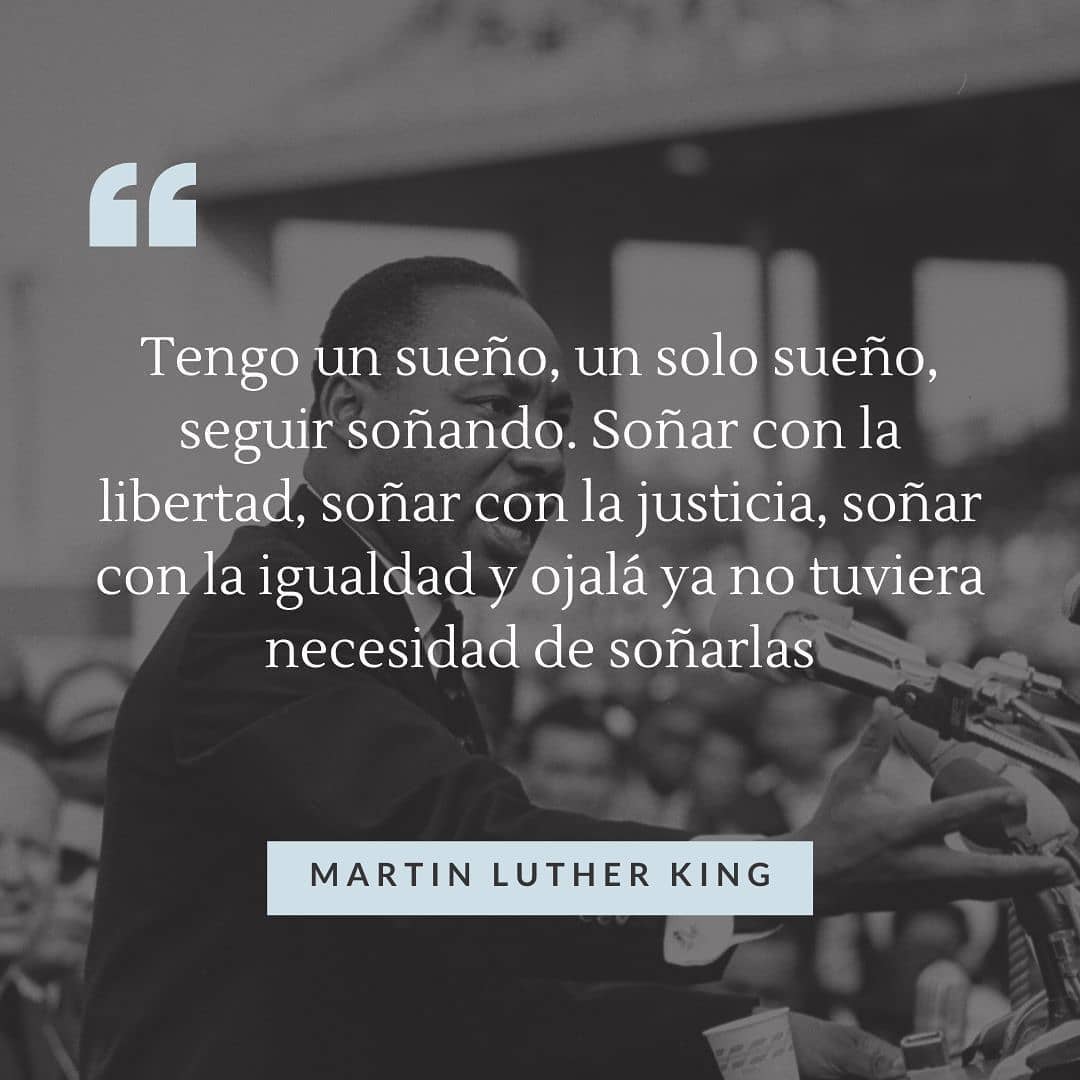 “
Tengo un sueño, un solo sueño,
seguir soñando. Soñar con la
libertad, soñar con la justicia, soñar
con la igualdad y ojalá ya no tuviera
necesidad de soñarlas
MARTIN LUTHER KING